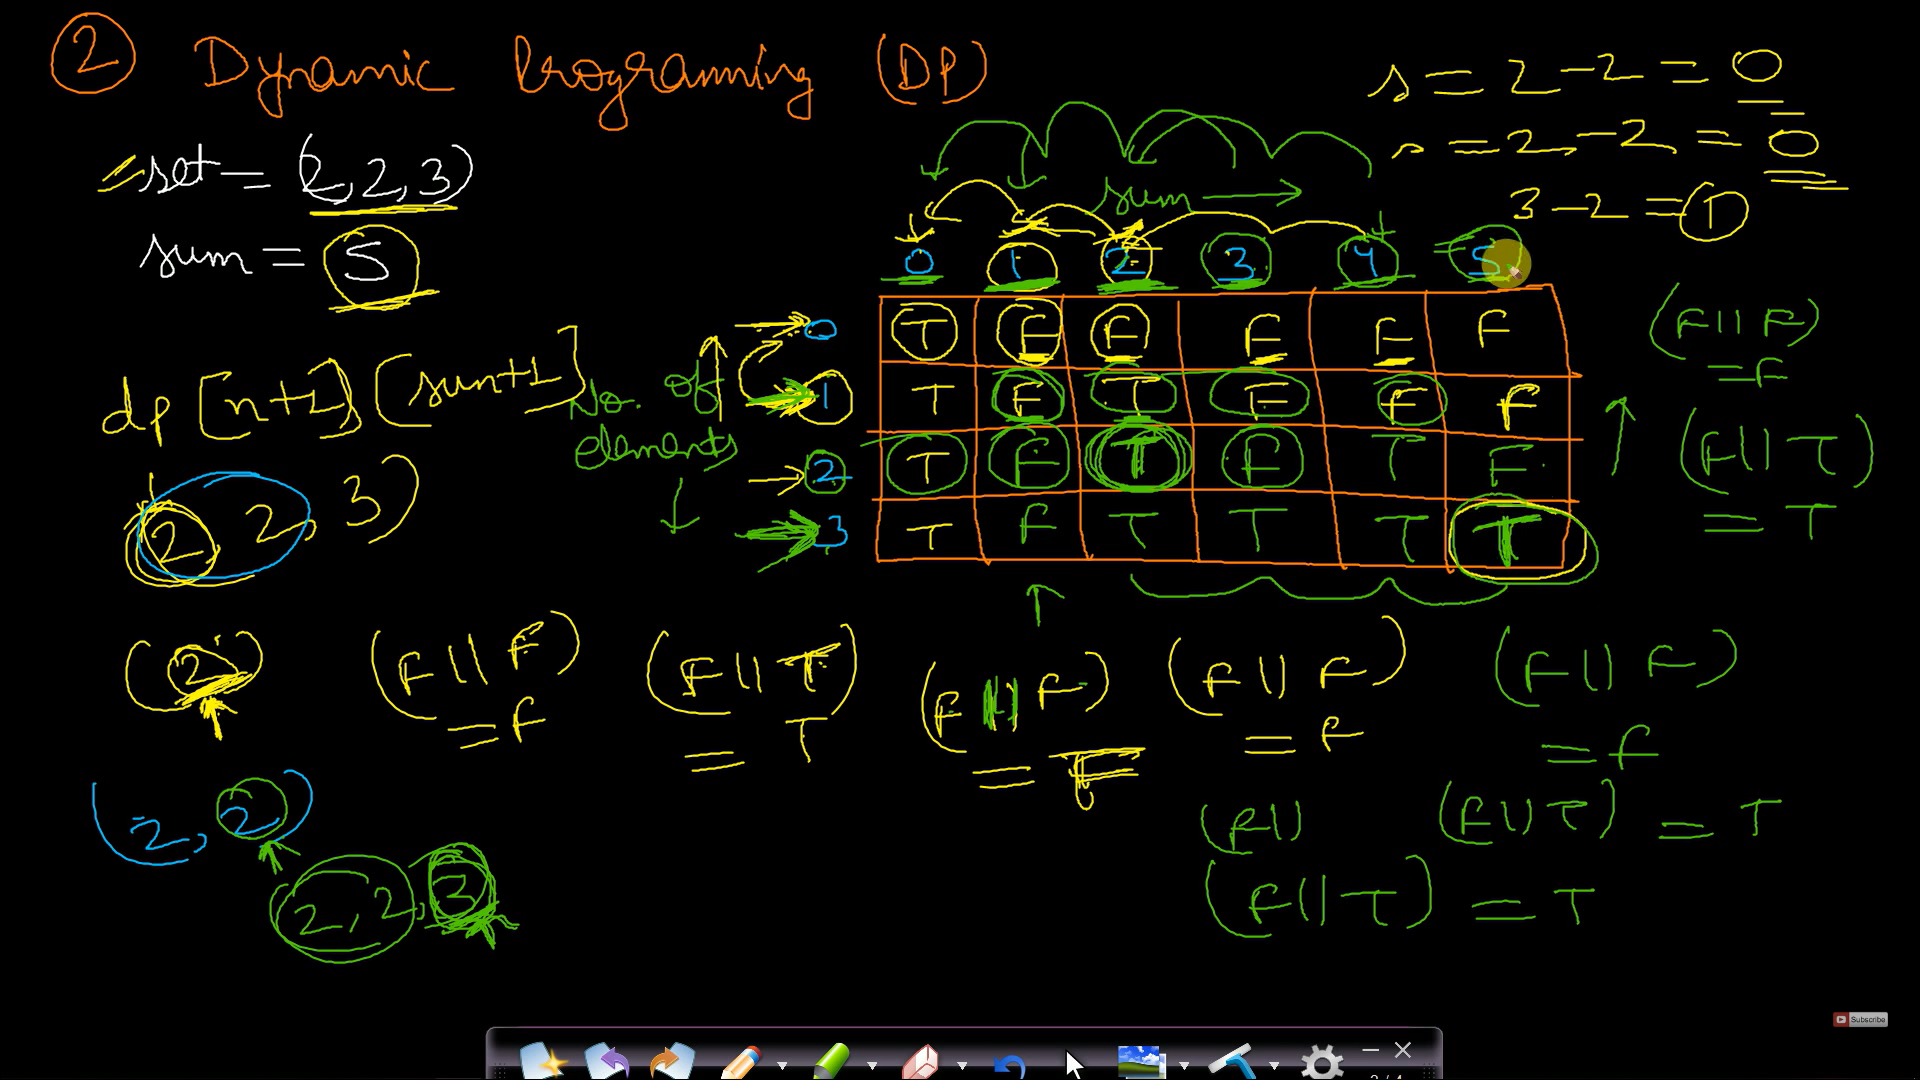 ② Dynamic Programing (DP)
set = (2, 2, 3)
sum = 5
s = 2 - 2 = 0
s = 2 - 2 = 0
3 - 2 = 1
sum →
0 1 2 3 4 5
dp [n+1] [sum+1]
No. of elements ↓
0 T F F F F F
1 T F T F F F
2 T F T F T F
3 T F T T T T
(F || F)
= F
(F || T)
= T
2, 2, 3)
(2)
(F || F)
= F
(F || T)
= T
(F || F)
= F
(F || F)
= F
(F || F)
= F
(2, 2)
(2, 2, 3
(F ||
(F || T) = T
(F || T) = T
Subscribe